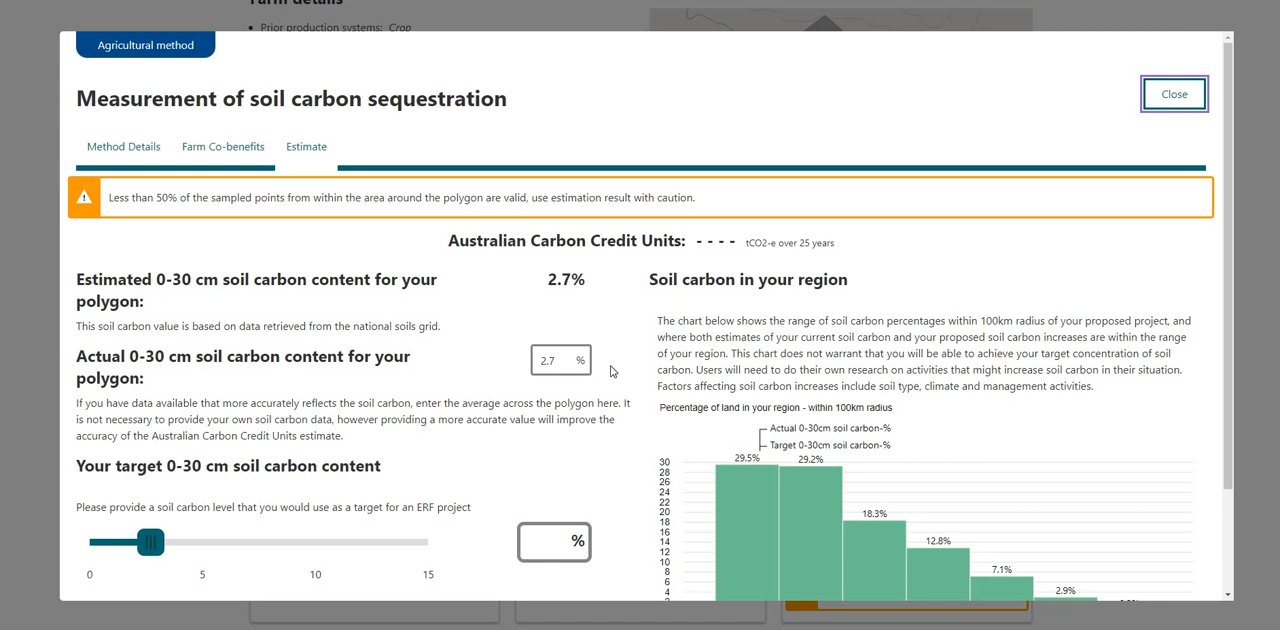 Prior production systems: Crop
Agricultural method
Measurement of soil carbon sequestration
Close
Method Details
Farm Co-benefits
Estimate
Less than 50% of the sampled points from within the area around the polygon are valid, use estimation result with caution.
Australian Carbon Credit Units: - - - - tCO2-e over 25 years
Estimated 0-30 cm soil carbon content for your
polygon:
2.7%
This soil carbon value is based on data retrieved from the national soils grid.
Actual 0-30 cm soil carbon content for your
polygon:
2.7 %
If you have data available that more accurately reflects the soil carbon, enter the average across the polygon here. It
is not necessary to provide your own soil carbon data, however providing a more accurate value will improve the
accuracy of the Australian Carbon Credit Units estimate.
Your target 0-30 cm soil carbon content
Please provide a soil carbon level that you would use as a target for an ERF project
%
0 5 10 15
Soil carbon in your region
The chart below shows the range of soil carbon percentages within 100km radius of your proposed project, and
where both estimates of your current soil carbon and your proposed soil carbon increases are within the range
of your region. This chart does not warrant that you will be able to achieve your target concentration of soil
carbon. Users will need to do their own research on activities that might increase soil carbon in their situation.
Factors affecting soil carbon increases include soil type, climate and management activities.
Percentage of land in your region - within 100km radius
Actual 0-30cm soil carbon-%
Target 0-30cm soil carbon-%
30
28
26
24
22
20
18
16
14
12
10
8
6
4
29.5%
29.2%
18.3%
12.8%
7.1%
2.9%